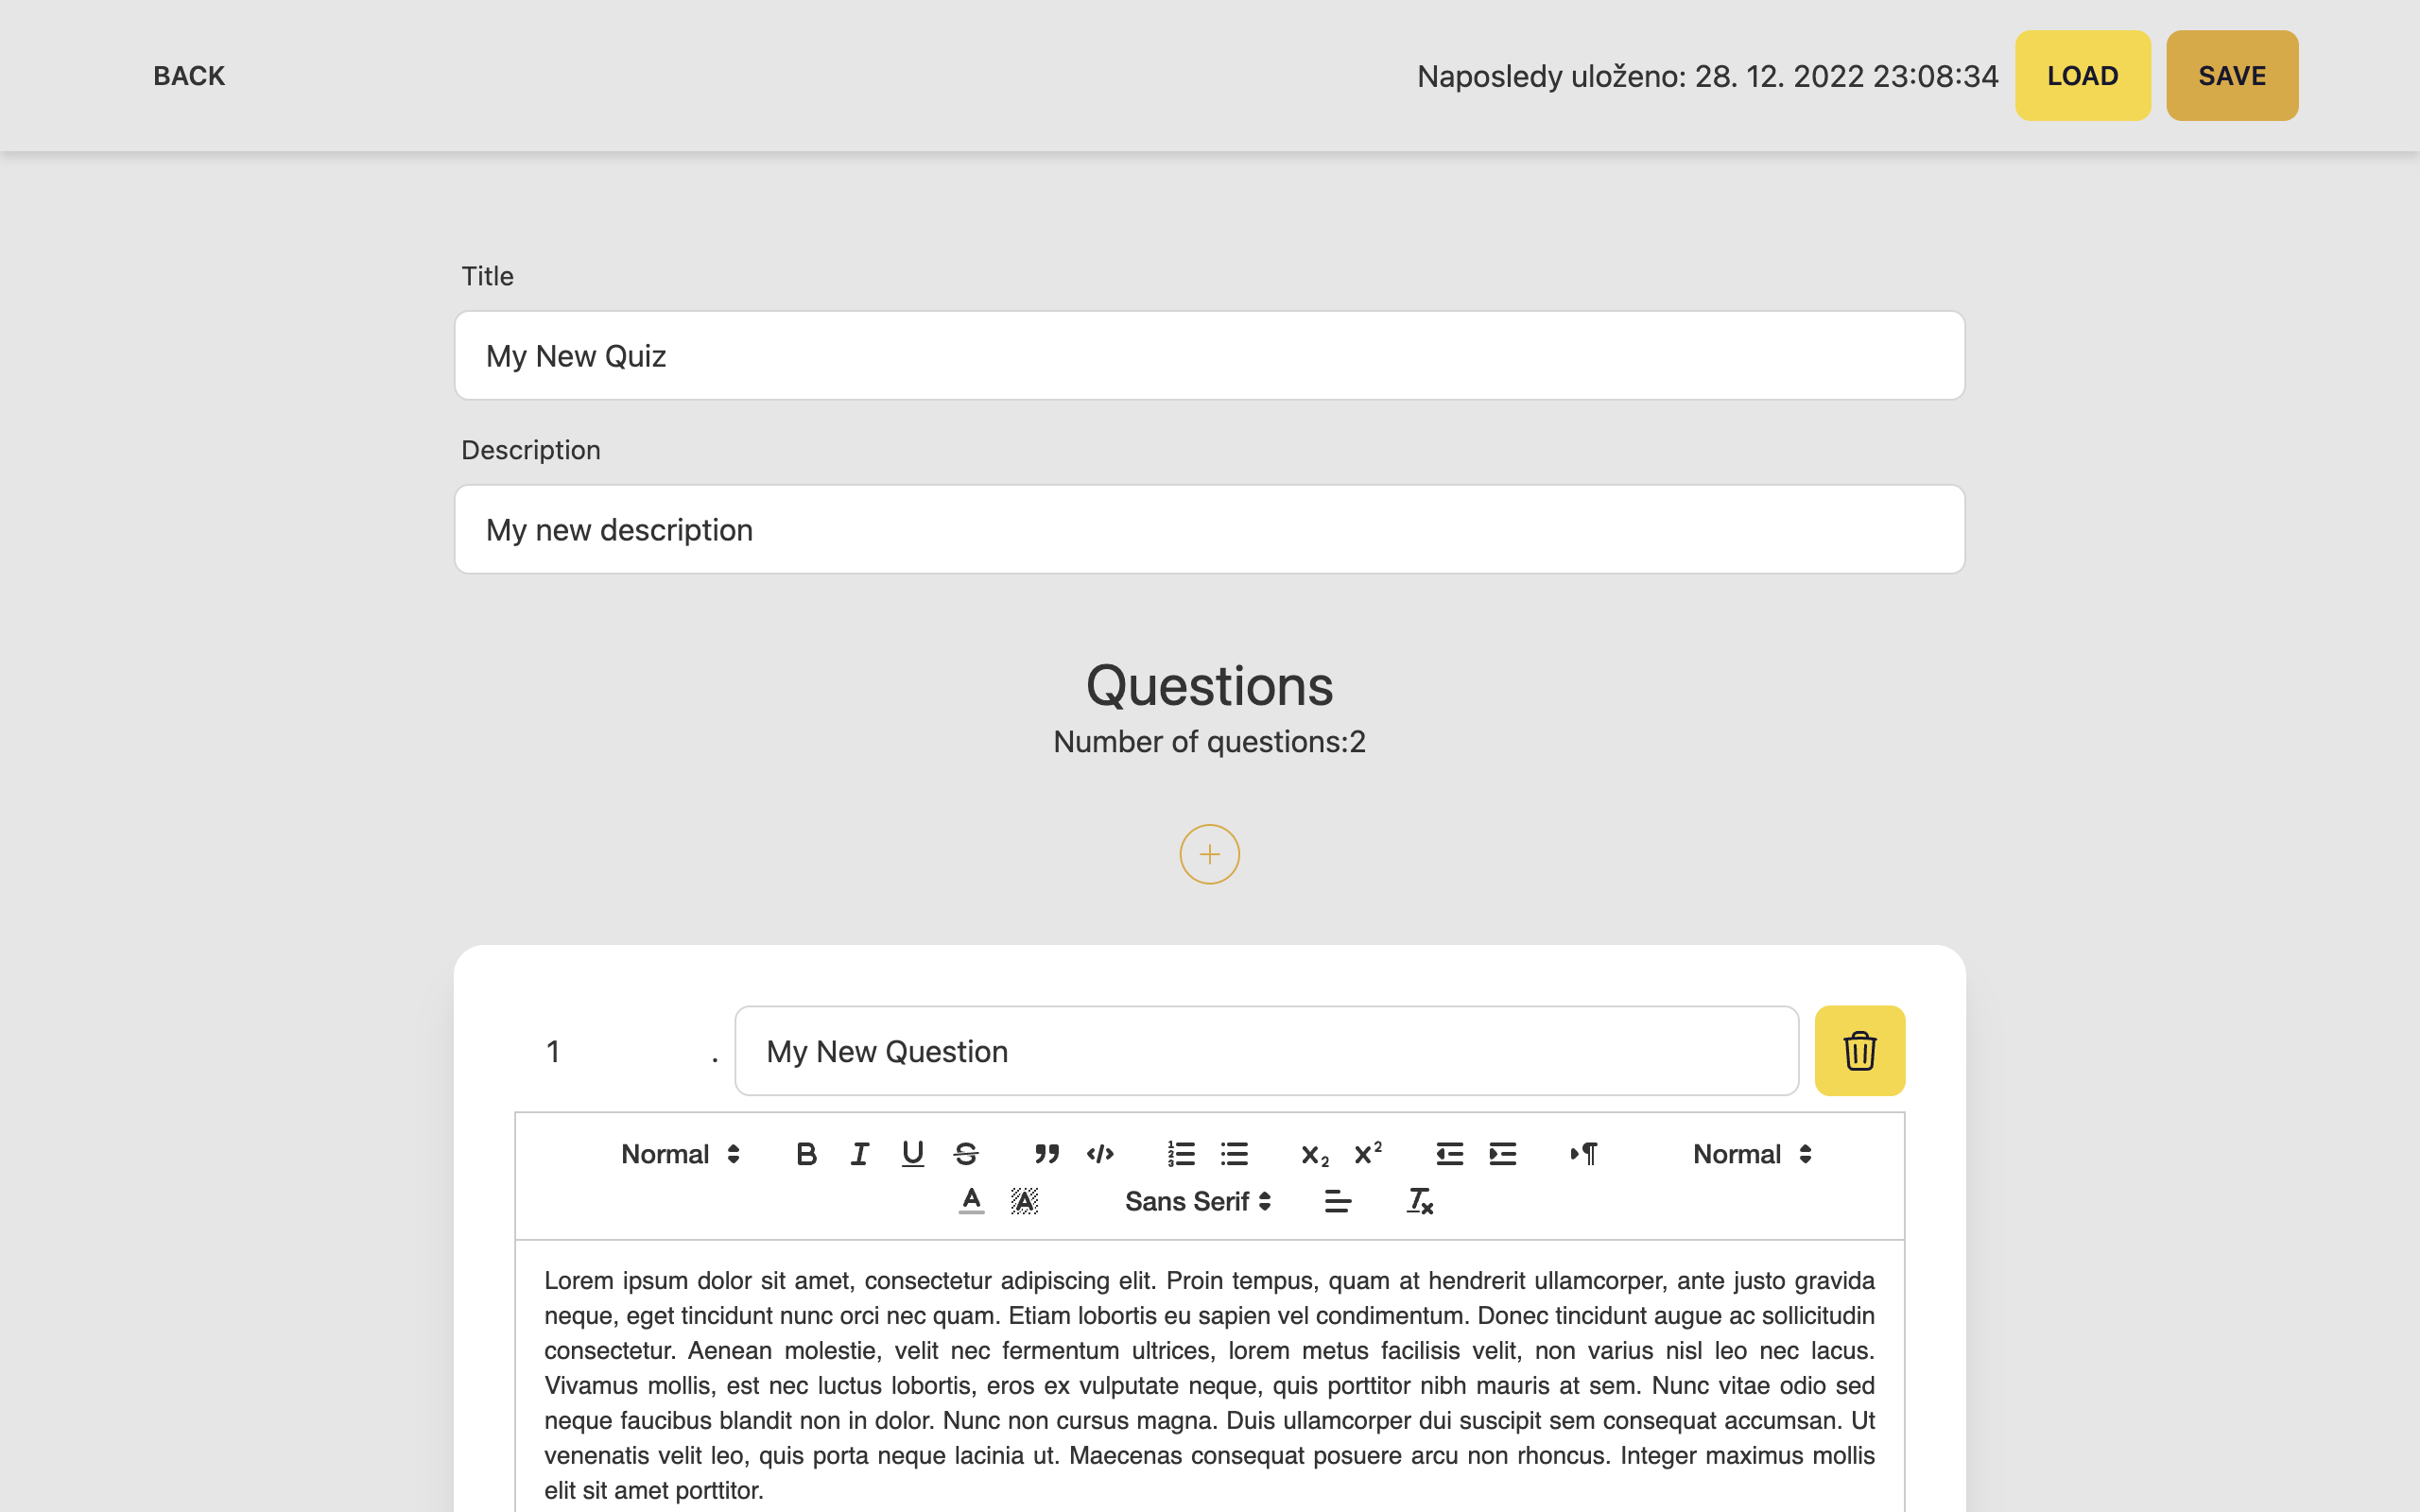 BACK
Naposledy uloženo: 28. 12. 2022 23:08:34
LOAD
SAVE
Title
My New Quiz
Description
My new description
Questions
Number of questions:2
1 .
My New Question
Normal
Normal
Sans Serif
Lorem ipsum dolor sit amet, consectetur adipiscing elit. Proin tempus, quam at hendrerit ullamcorper, ante justo gravida
neque, eget tincidunt nunc orci nec quam. Etiam lobortis eu sapien vel condimentum. Donec tincidunt augue ac sollicitudin
consectetur. Aenean molestie, velit nec fermentum ultrices, lorem metus facilisis velit, non varius nisl leo nec lacus.
Vivamus mollis, est nec luctus lobortis, eros ex vulputate neque, quis porttitor nibh mauris at sem. Nunc vitae odio sed
neque faucibus blandit non in dolor. Nunc non cursus magna. Duis ullamcorper dui suscipit sem consequat accumsan. Ut
venenatis velit leo, quis porta neque lacinia ut. Maecenas consequat posuere arcu non rhoncus. Integer maximus mollis
elit sit amet porttitor.